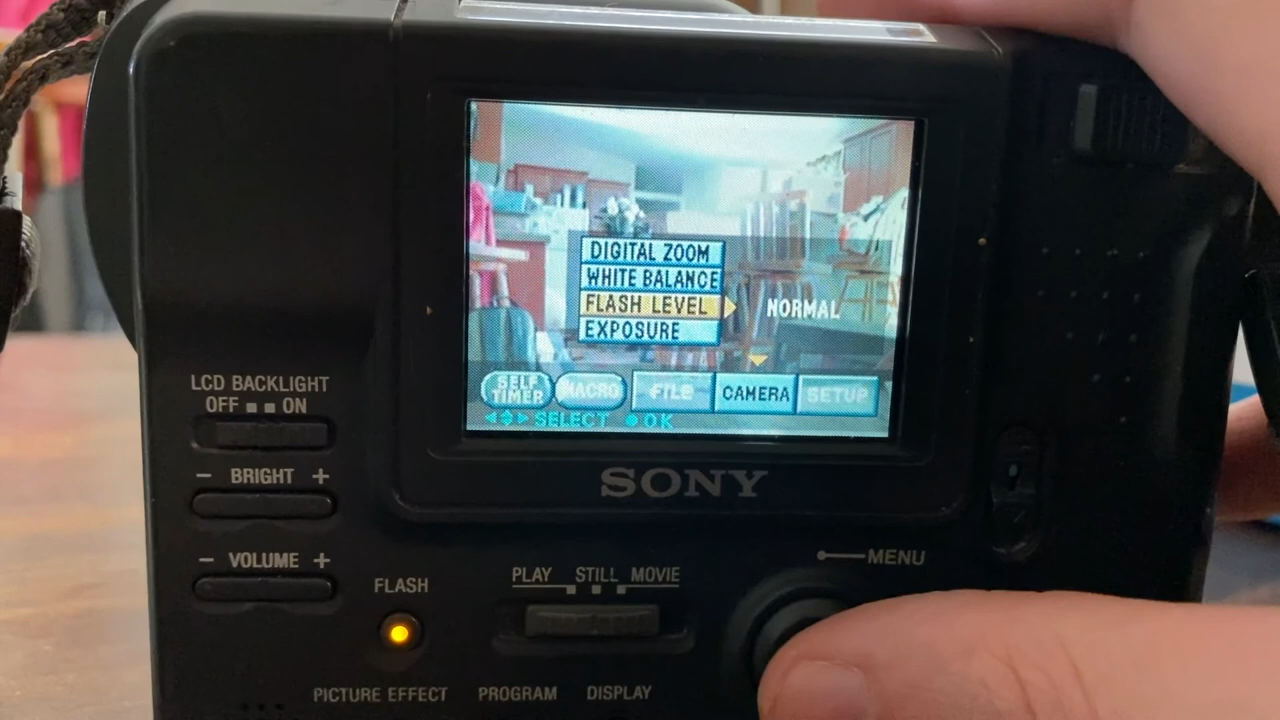 DIGITAL ZOOM
WHITE BALANCE
FLASH LEVEL
NORMAL
EXPOSURE
SELF TIMER
MACRO
FILE
CAMERA
SETUP
SELECT OK
SONY
LCD BACKLIGHT
OFF ON
- BRIGHT +
- VOLUME +
FLASH
PLAY STILL MOVIE
MENU
PICTURE EFFECT PROGRAM DISPLAY